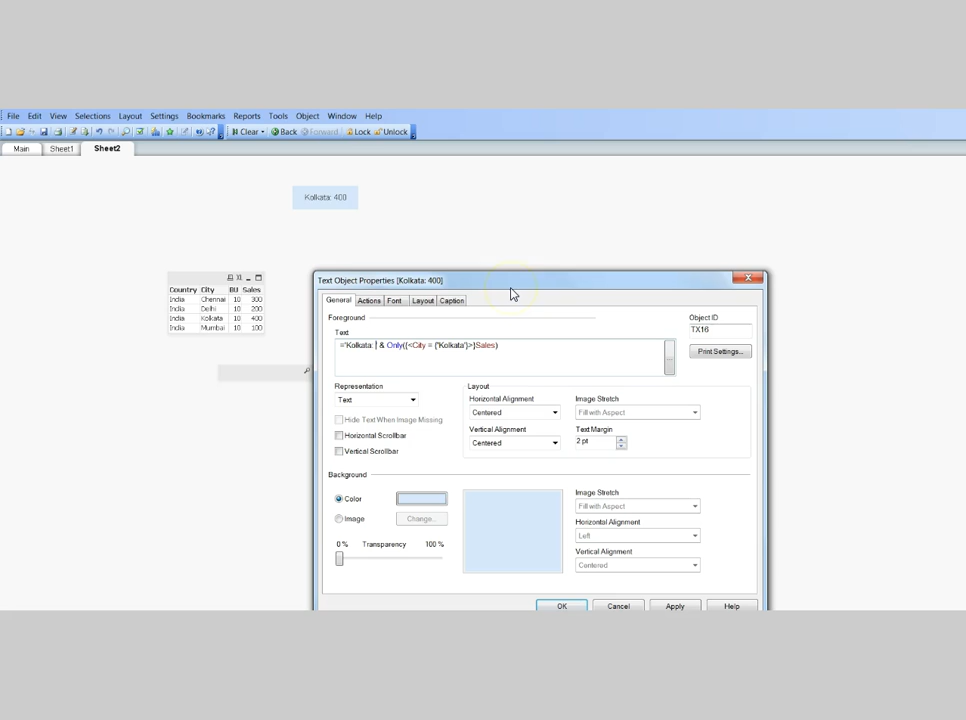 File Edit View Selections Layout Settings Bookmarks Reports Tools Object Window Help
Clear Back Forward Lock Unlock
Main Sheet1 Sheet2
Kolkata: 400
Country City BU Sales
India Chennai 10 300
India Delhi 10 200
India Kolkata 10 400
India Mumbai 10 100
Text Object Properties [Kolkata: 400]
General Actions Font Layout Caption
Foreground
Object ID
TX16
Text
='Kolkata: ' & Only({<City = {'Kolkata'}>}Sales)
Print Settings...
Representation
Text
Hide Text When Image Missing
Horizontal Scrollbar
Vertical Scrollbar
Layout
Horizontal Alignment
Centered
Image Stretch
Fill with Aspect
Vertical Alignment
Centered
Text Margin
2 pt
Background
Color
Image
Change...
0 % Transparency 100 %
Image Stretch
Fill with Aspect
Horizontal Alignment
Left
Vertical Alignment
Centered
OK Cancel Apply Help